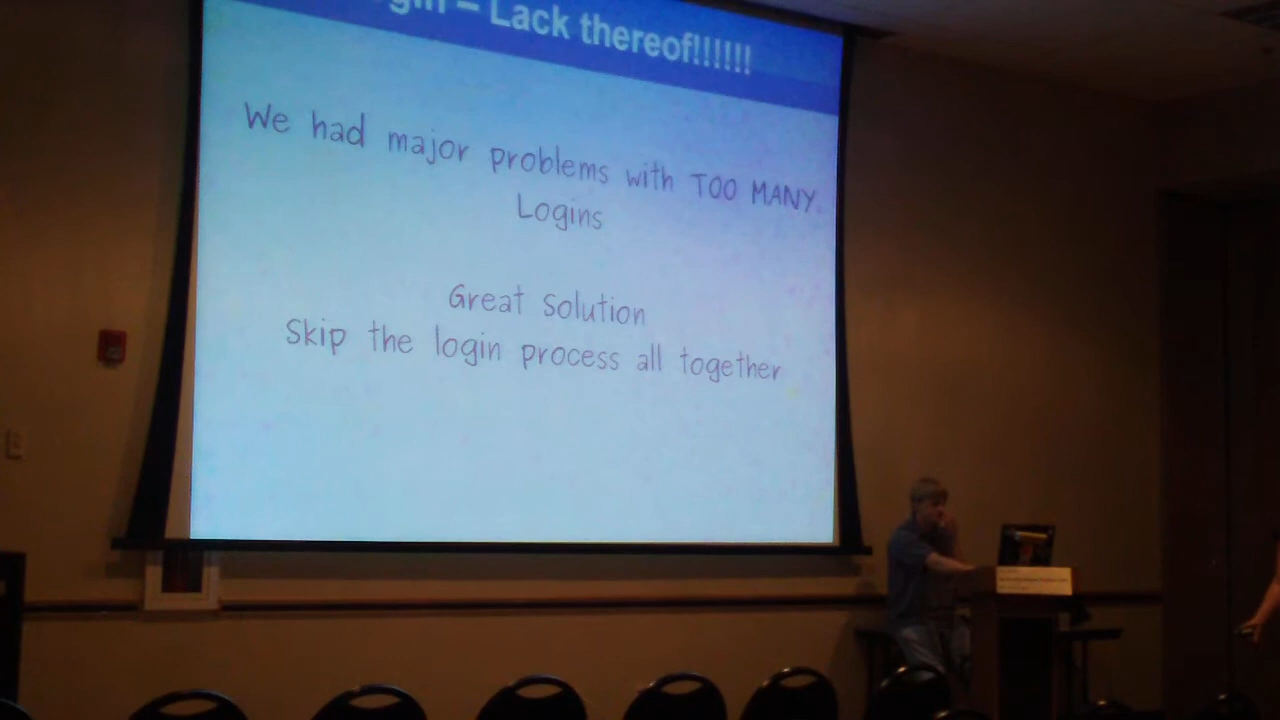 – Lack thereof!!!!!!
We had major problems with TOO MANY
Logins
Great Solution
Skip the login process all together